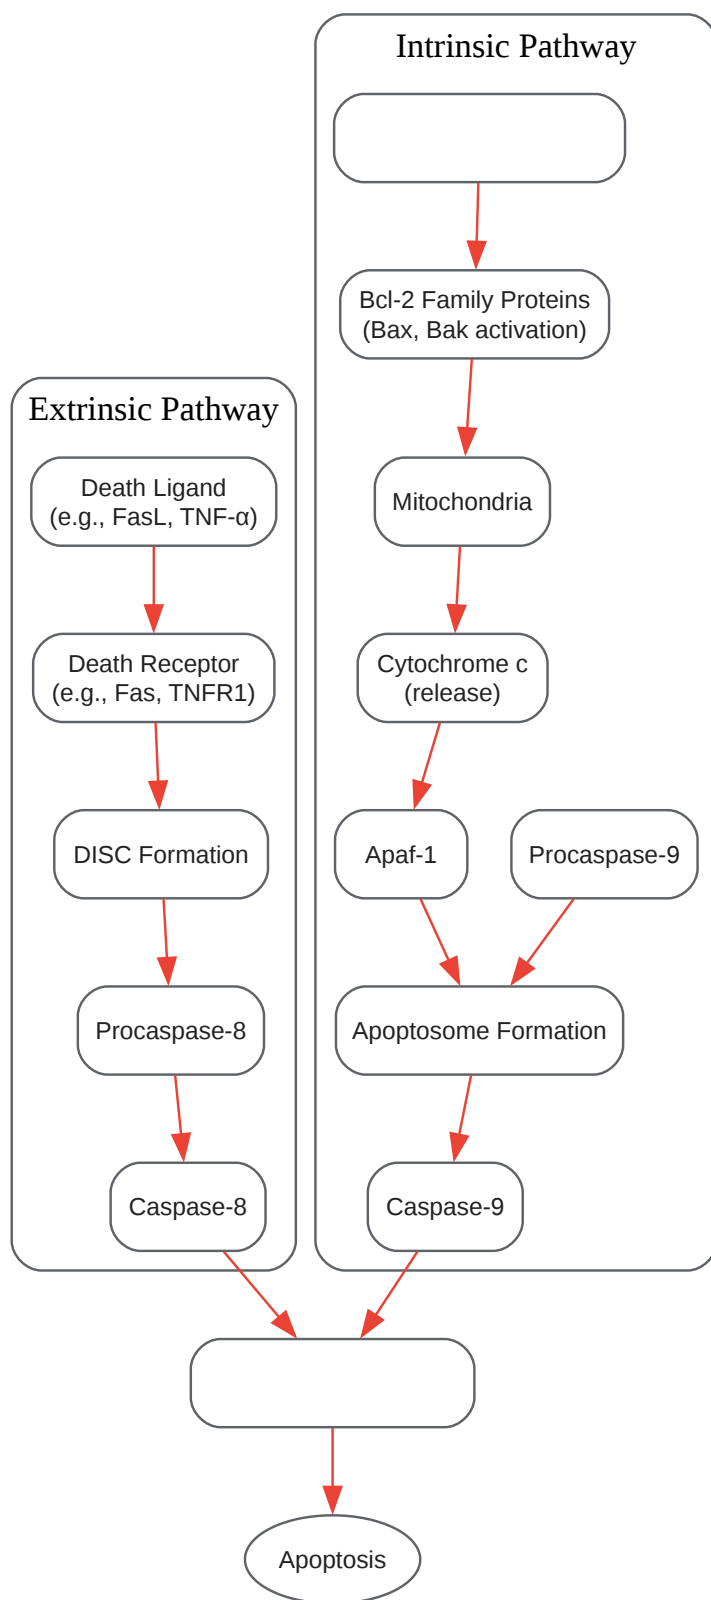 Intrinsic Pathway
Bcl-2 Family Proteins
(Bax, Bak activation)
Extrinsic Pathway
Death Ligand
(e.g., FasL, TNF-α)
Mitochondria
Death Receptor
(e.g., Fas, TNFR1)
Cytochrome c
(release)
DISC Formation
Apaf-1
Procaspase-9
Procaspase-8
Apoptosome Formation
Caspase-8
Caspase-9
Apoptosis